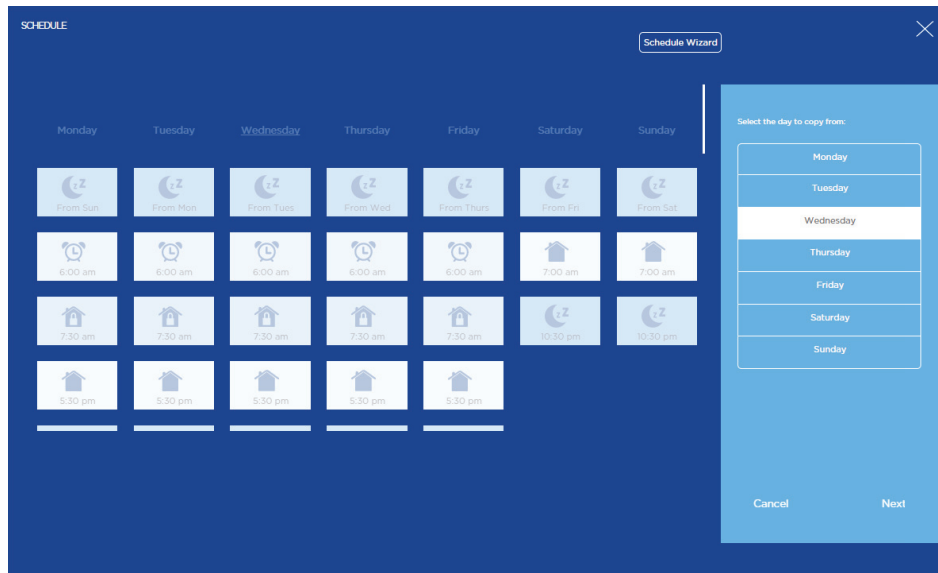 SCHEDULE
Schedule Wizard
Monday Tuesday Wednesday Thursday Friday Saturday Sunday
From Sun From Mon From Tues From Wed From Thurs From Fri From Sat
6:00 am 6:00 am 6:00 am 6:00 am 6:00 am 7:00 am 7:00 am
7:30 am 7:30 am 7:30 am 7:30 am 7:30 am 10:30 pm 10:30 pm
5:30 pm 5:30 pm 5:30 pm 5:30 pm 5:30 pm
Select the day to copy from:
Monday
Tuesday
Wednesday
Thursday
Friday
Saturday
Sunday
Cancel Next